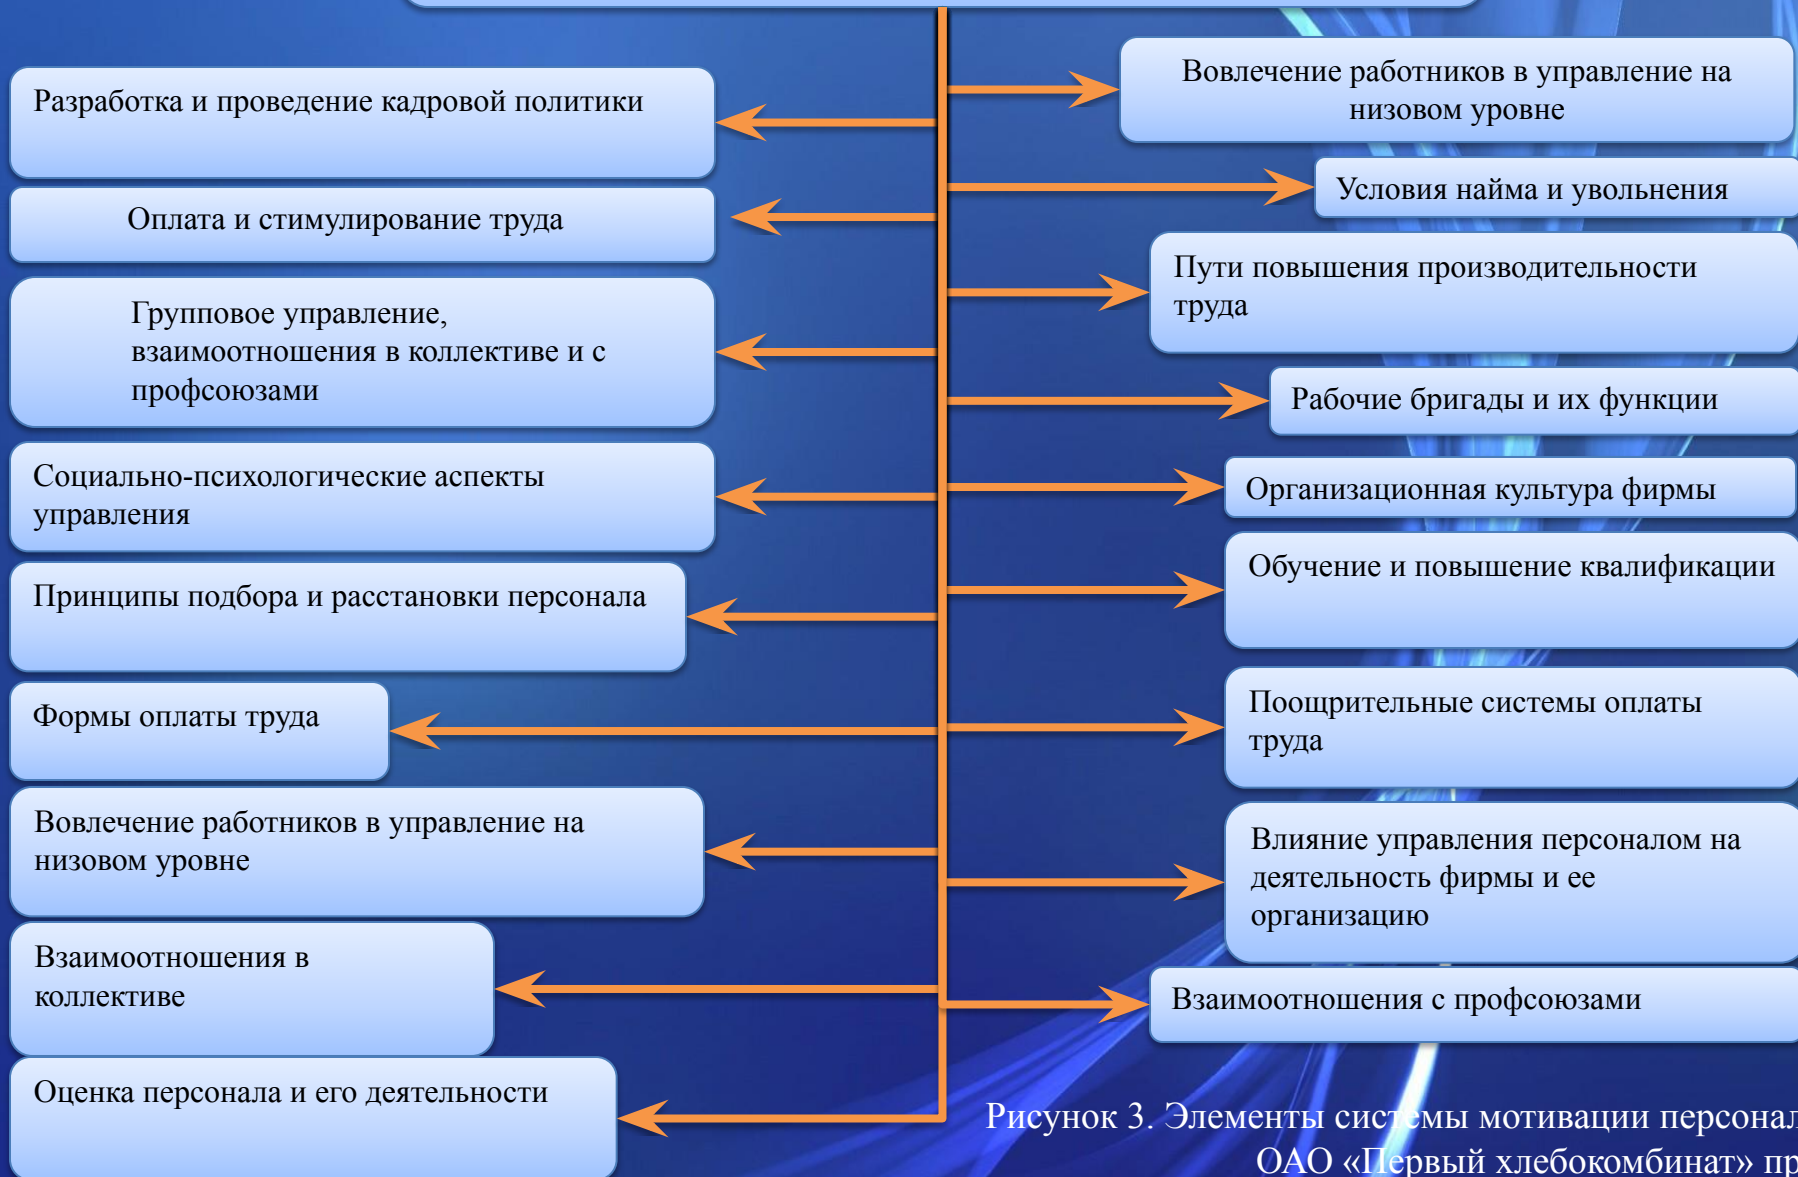 Разработка и проведение кадровой политики
Оплата и стимулирование труда
Групповое управление,
взаимоотношения в коллективе и с
профсоюзами
Социально-психологические аспекты
управления
Принципы подбора и расстановки персонала
Формы оплаты труда
Вовлечение работников в управление на
низовом уровне
Взаимоотношения в
коллективе
Оценка персонала и его деятельности
Вовлечение работников в управление на
низовом уровне
Условия найма и увольнения
Пути повышения производительности
труда
Рабочие бригады и их функции
Организационная культура фирмы
Обучение и повышение квалификации
Поощрительные системы оплаты
труда
Влияние управления персоналом на
деятельность фирмы и ее
организацию
Взаимоотношения с профсоюзами
Рисунок 3. Элементы системы мотивации персонал
ОАО «Первый хлебокомбинат» пр